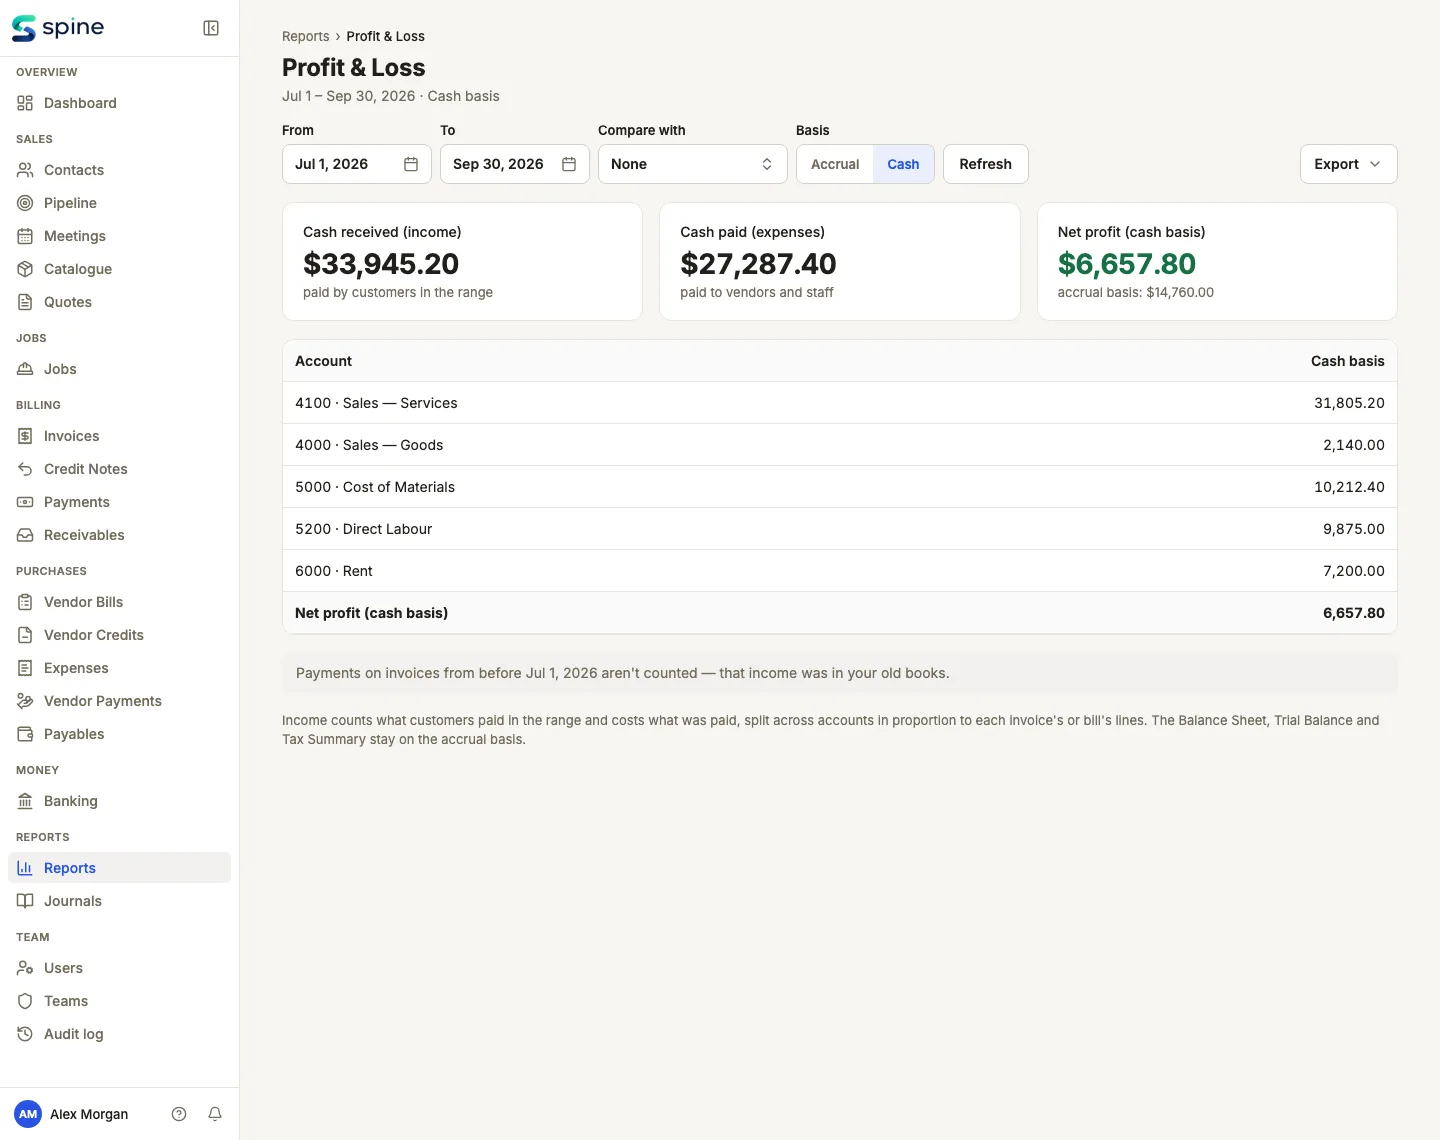 spine
OVERVIEW
Dashboard
SALES
Contacts
Pipeline
Meetings
Catalogue
Quotes
JOBS
Jobs
BILLING
Invoices
Credit Notes
Payments
Receivables
PURCHASES
Vendor Bills
Vendor Credits
Expenses
Vendor Payments
Payables
MONEY
Banking
REPORTS
Reports
Journals
TEAM
Users
Teams
Audit log
AM Alex Morgan
Reports › Profit & Loss
Profit & Loss
Jul 1 – Sep 30, 2026 · Cash basis
From To Compare with Basis
Jul 1, 2026 Sep 30, 2026 None Accrual Cash Refresh Export
Cash received (income)
$33,945.20
paid by customers in the range
Cash paid (expenses)
$27,287.40
paid to vendors and staff
Net profit (cash basis)
$6,657.80
accrual basis: $14,760.00
Account Cash basis
4100 · Sales — Services 31,805.20
4000 · Sales — Goods 2,140.00
5000 · Cost of Materials 10,212.40
5200 · Direct Labour 9,875.00
6000 · Rent 7,200.00
Net profit (cash basis) 6,657.80
Payments on invoices from before Jul 1, 2026 aren't counted — that income was in your old books.
Income counts what customers paid in the range and costs what was paid, split across accounts in proportion to each invoice's or bill's lines. The Balance Sheet, Trial Balance and
Tax Summary stay on the accrual basis.